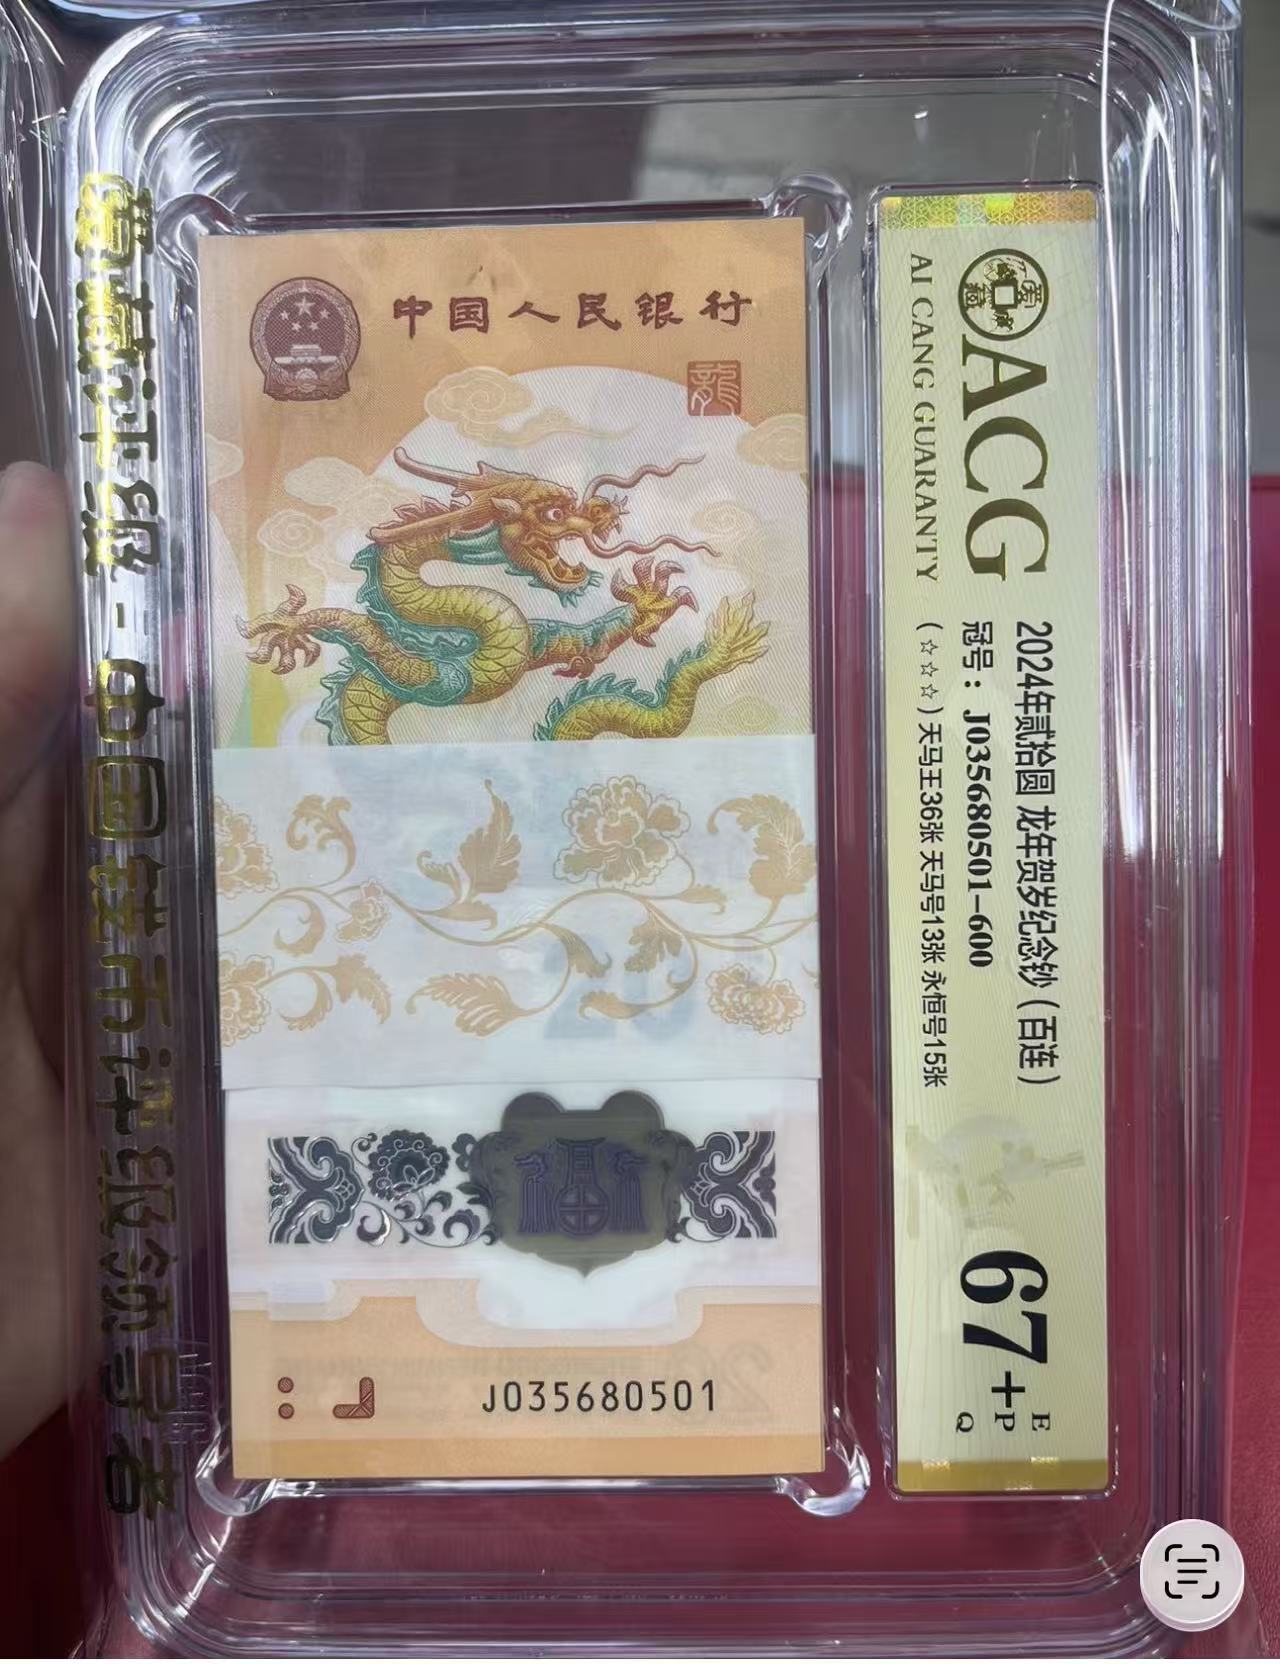 中国人民银行
龍
J035680501
ACG
AI CANG GUARANTY
2024年贰拾圆 龙年贺岁纪念钞（百连）
冠号：J035680501-600
（☆☆☆）天马王36张 天马号13张 永恒号15张
67+
E
P
Q
爱藏评级-中国钱币评级领导者